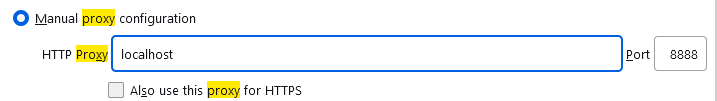 Manual proxy configuration
HTTP Proxy localhost Port 8888
Also use this proxy for HTTPS